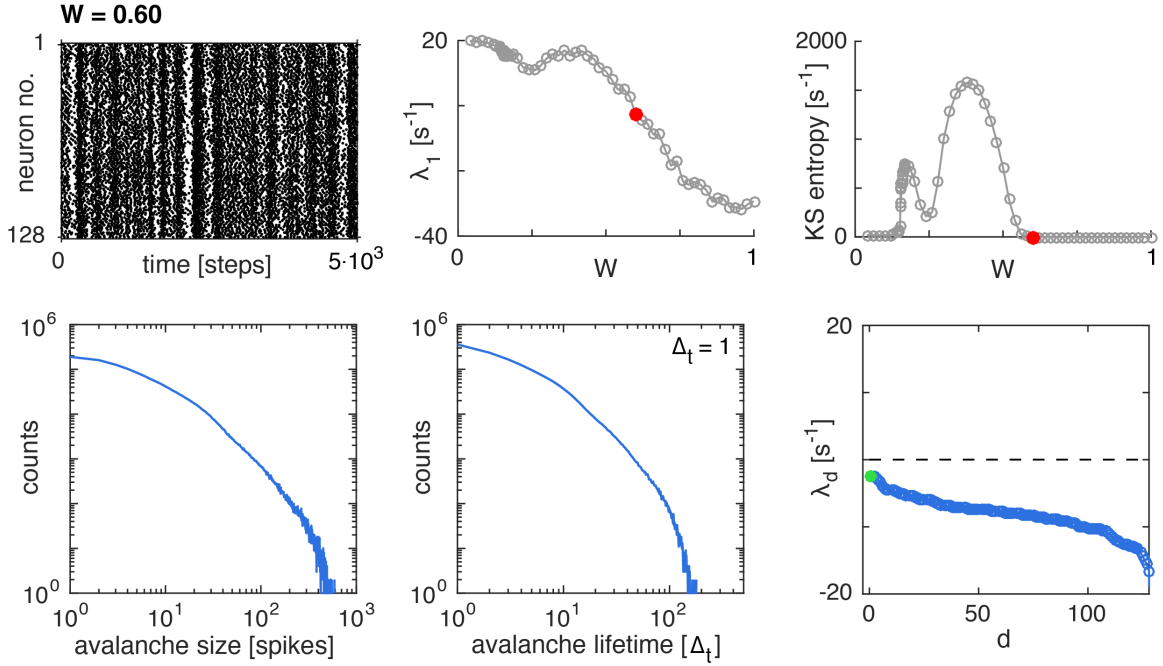 W = 0.60
1
neuron no.
128
0
time [steps]
5·10³
20
λ₁ [s⁻¹]
-40
0
W
1
2000
KS entropy [s⁻¹]
0
0
W
1
10⁶
counts
10⁰
10⁰
10¹
10²
10³
avalanche size [spikes]
10⁶
Δₜ = 1
counts
10⁰
10⁰
10¹
10²
avalanche lifetime [Δₜ]
20
λd [s⁻¹]
-20
0
50
100
d